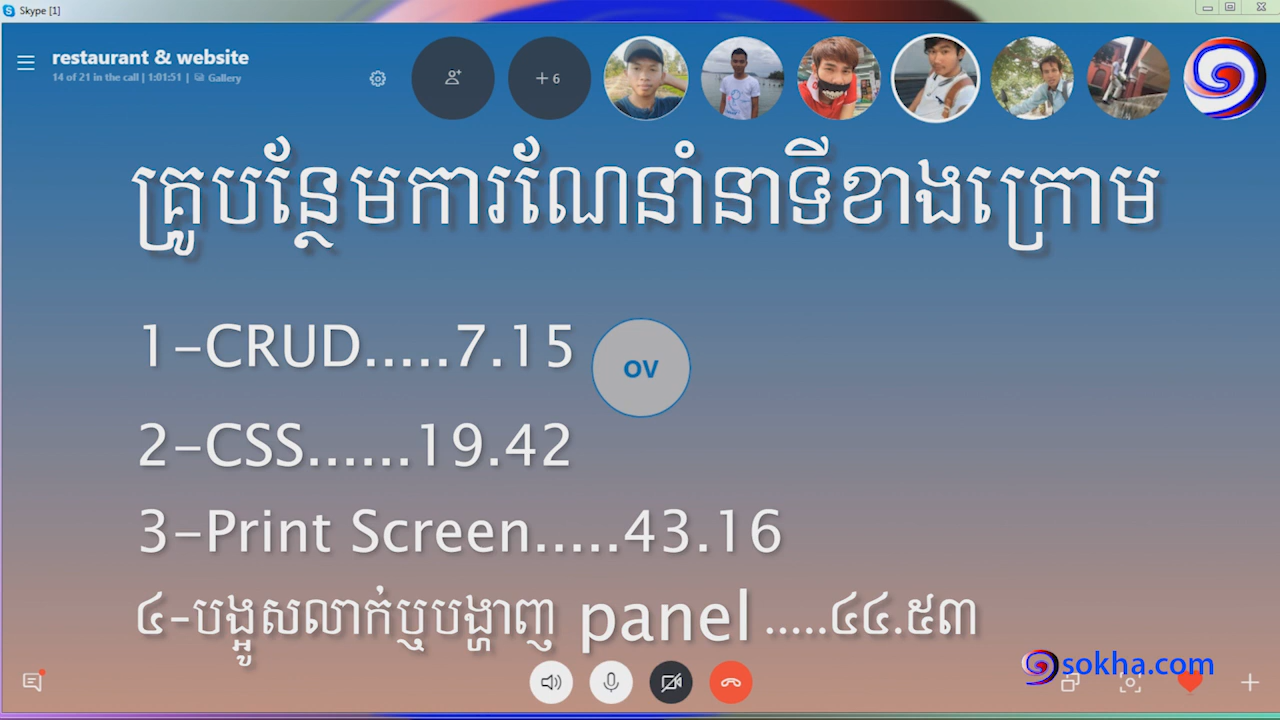 Skype [1]
restaurant & website
14 of 21 in the call | 1:01:51 | Gallery
+ 6
គ្រូបន្ថែមការណែនាំនាទីខាងក្រោម
1-CRUD.....7.15
OV
2-CSS......19.42
3-Print Screen.....43.16
៤-បង្អូសលាក់ឬបង្ហាញ panel .....៤៤.៥៣
sokha.com